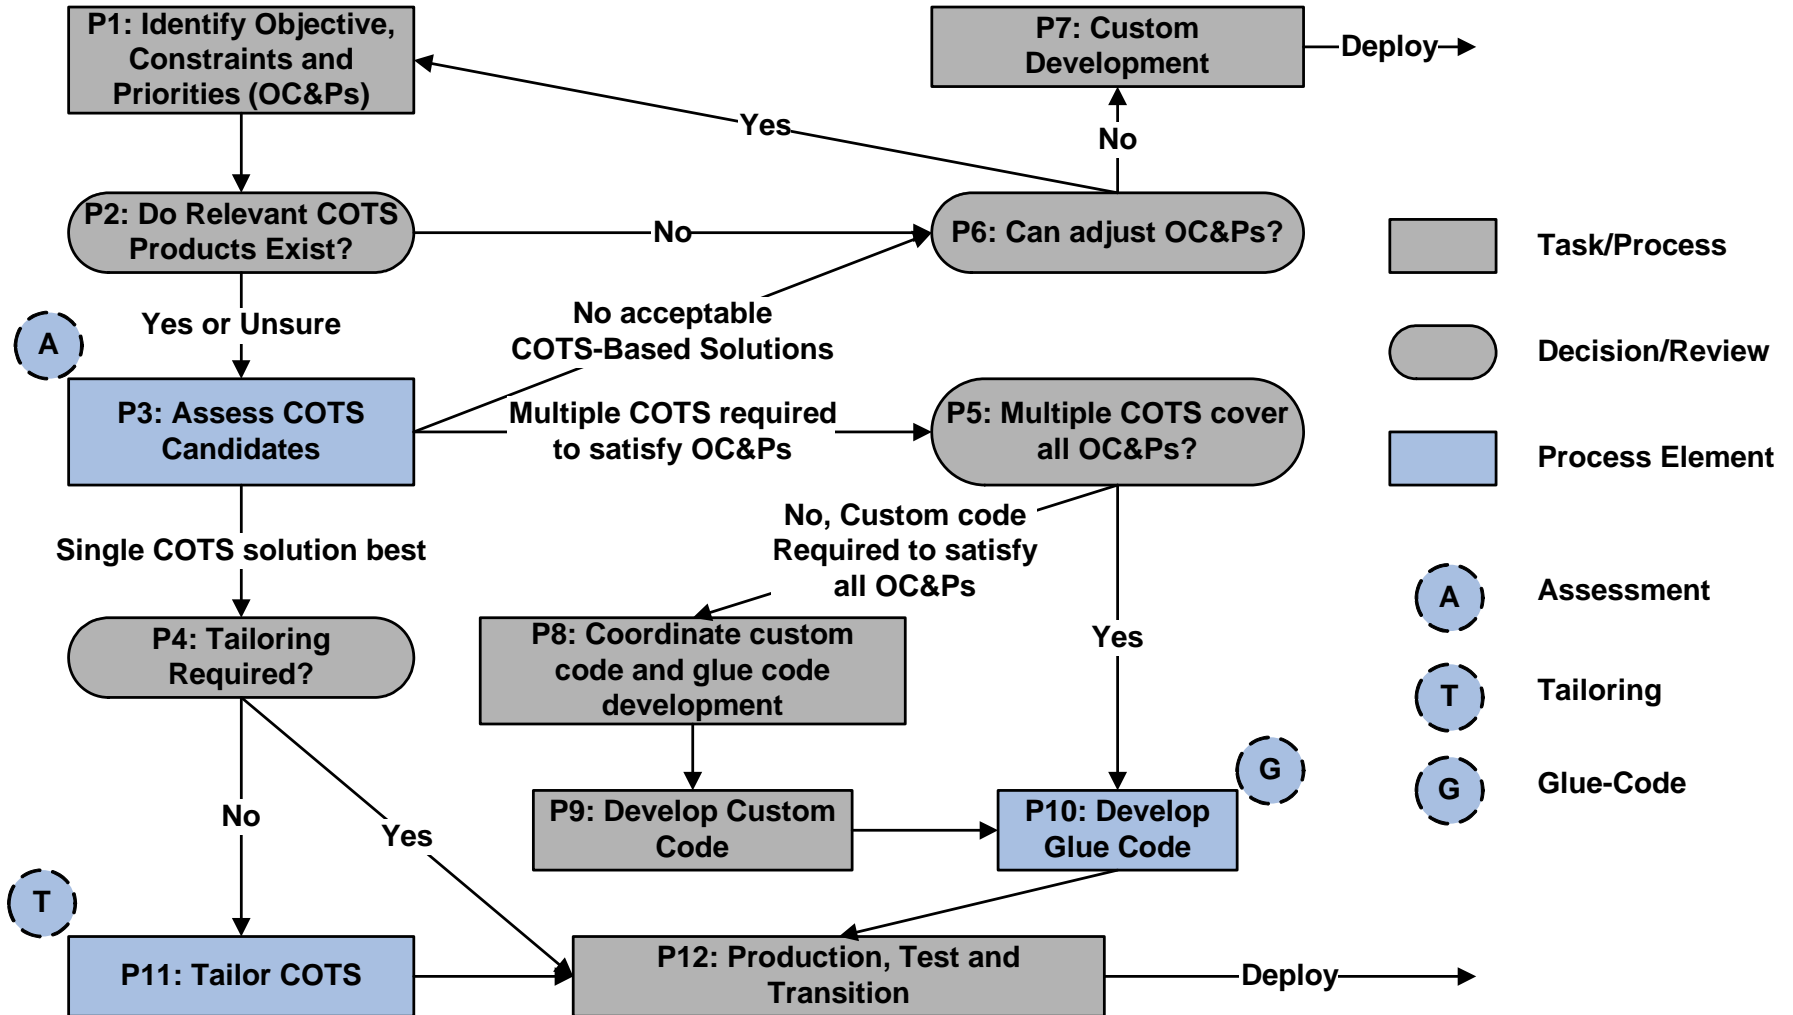 P1: Identify Objective,
Constraints and
Priorities (OC&Ps)
P7: Custom
Development
Deploy
Yes
No
P2: Do Relevant COTS
Products Exist?
No
P6: Can adjust OC&Ps?
Task/Process
Yes or Unsure
A
No acceptable
COTS-Based Solutions
Decision/Review
P3: Assess COTS
Candidates
Multiple COTS required
to satisfy OC&Ps
P5: Multiple COTS cover
all OC&Ps?
Process Element
Single COTS solution best
No, Custom code
Required to satisfy
all OC&Ps
A
Assessment
P4: Tailoring
Required?
P8: Coordinate custom
code and glue code
development
Yes
T
Tailoring
No
Yes
P9: Develop Custom
Code
P10: Develop
Glue Code
G
G
Glue-Code
T
P11: Tailor COTS
P12: Production, Test and
Transition
Deploy